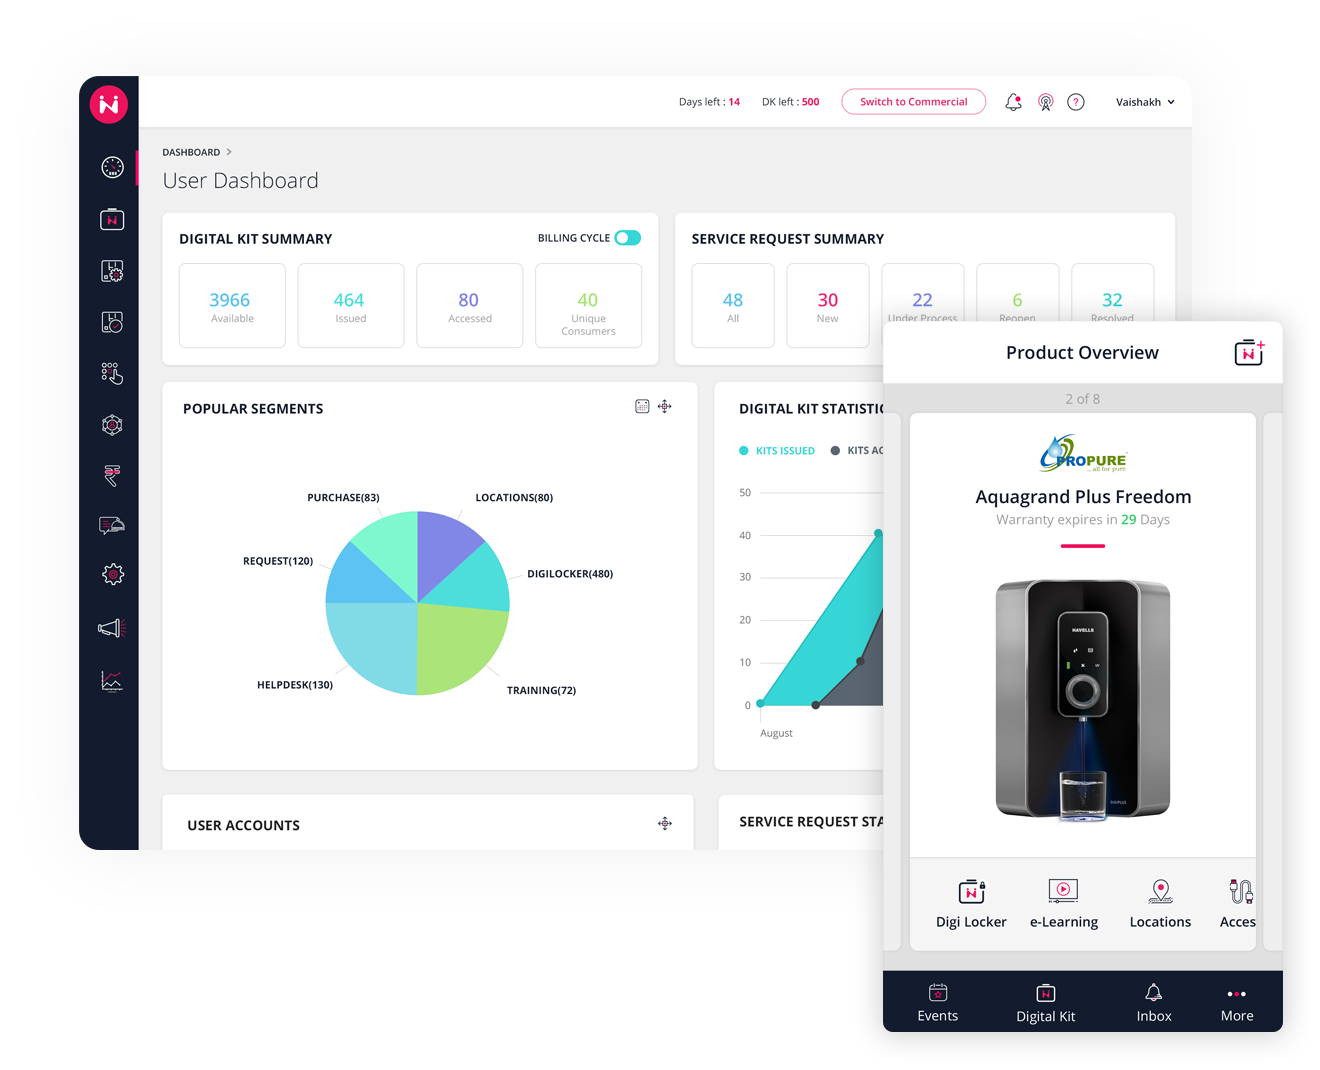 Days left : 14
DK left : 500
Switch to Commercial
?
Vaishakh
DASHBOARD
User Dashboard
DIGITAL KIT SUMMARY
BILLING CYCLE
3966
Available
464
Issued
80
Accessed
40
Unique
Consumers
SERVICE REQUEST SUMMARY
48
All
30
New
22
Under Process
6
Reopen
32
Resolved
POPULAR SEGMENTS
PURCHASE(83)
LOCATIONS(80)
REQUEST(120)
DIGILOCKER(480)
HELPDESK(130)
TRAINING(72)
DIGITAL KIT STATISTIC
KITS ISSUED
KITS AC
50
40
30
20
10
0
August
USER ACCOUNTS
SERVICE REQUEST STA
Product Overview
2 of 8
PROPURE
... all for pure
Aquagrand Plus Freedom
Warranty expires in 29 Days
HAVELLS
UV
DIGIPLUS
Digi Locker
e-Learning
Locations
Acces
Events
Digital Kit
Inbox
More